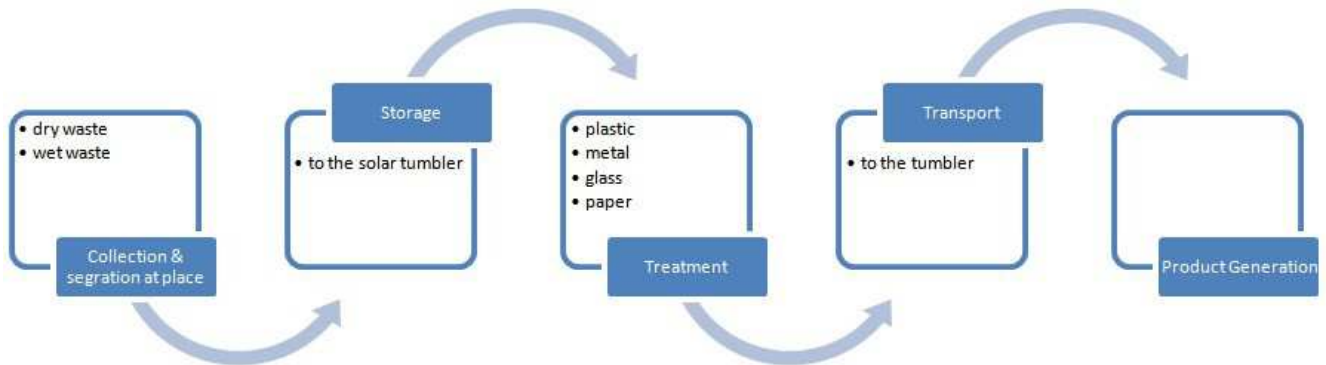 • dry waste
• wet waste
Collection &
segration at place
Storage
• to the solar tumbler
• plastic
• metal
• glass
• paper
Treatment
Transport
• to the tumbler
Product Generation